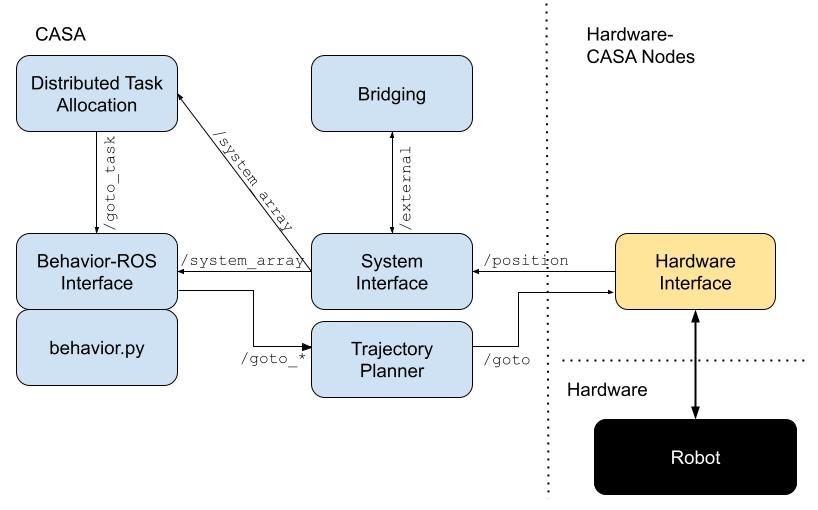 CASA
Hardware-
CASA Nodes
Distributed Task
Allocation
Bridging
/goto_task
/system_array
/external
Behavior-ROS
Interface
/system_array
System
Interface
/position
Hardware
Interface
behavior.py
/goto_*
Trajectory
Planner
/goto
Hardware
Robot